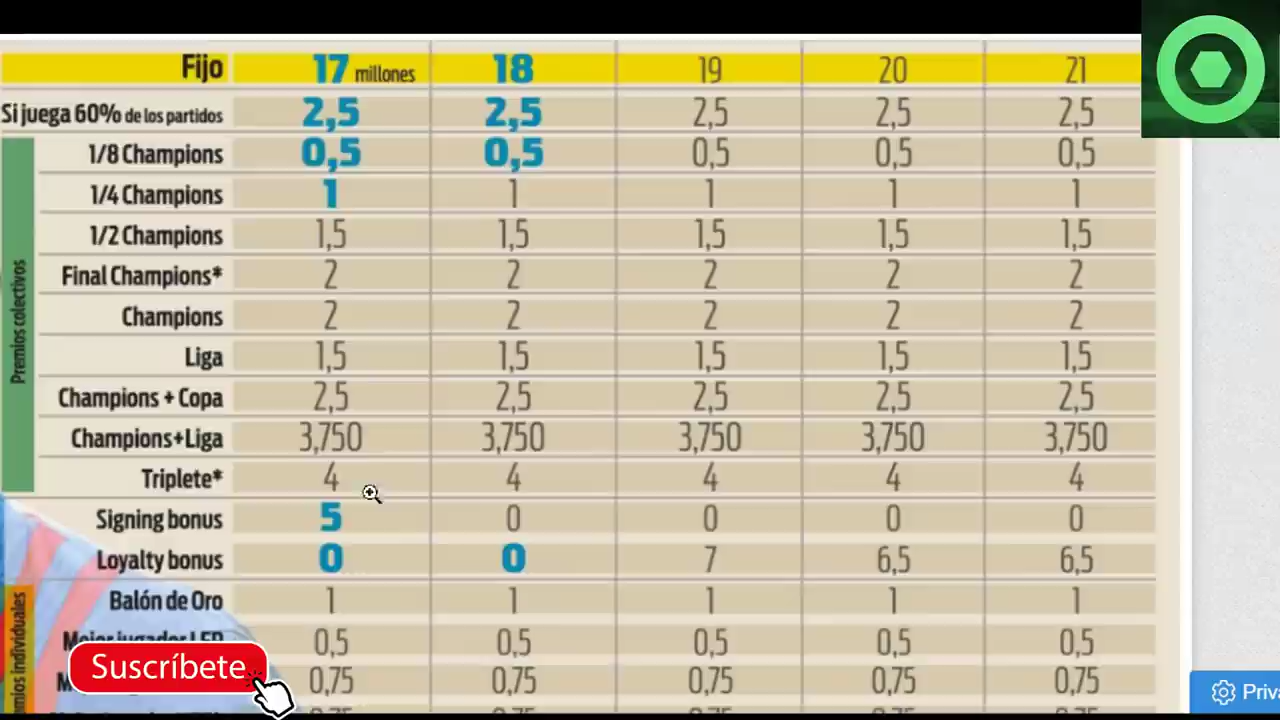 Fijo 17 millones 18 19 20 21
Si juega 60% de los partidos 2,5 2,5 2,5 2,5 2,5
Premios colectivos
1/8 Champions 0,5 0,5 0,5 0,5 0,5
1/4 Champions 1 1 1 1 1
1/2 Champions 1,5 1,5 1,5 1,5 1,5
Final Champions* 2 2 2 2 2
Champions 2 2 2 2 2
Liga 1,5 1,5 1,5 1,5 1,5
Champions + Copa 2,5 2,5 2,5 2,5 2,5
Champions+Liga 3,750 3,750 3,750 3,750 3,750
Triplete* 4 4 4 4 4
Signing bonus 5 0 0 0 0
Loyalty bonus 0 0 7 6,5 6,5
individuales
Balón de Oro 1 1 1 1 1
Mejor jugador LFP 0,5 0,5 0,5 0,5 0,5
0,75 0,75 0,75 0,75 0,75
Suscríbete
Priva